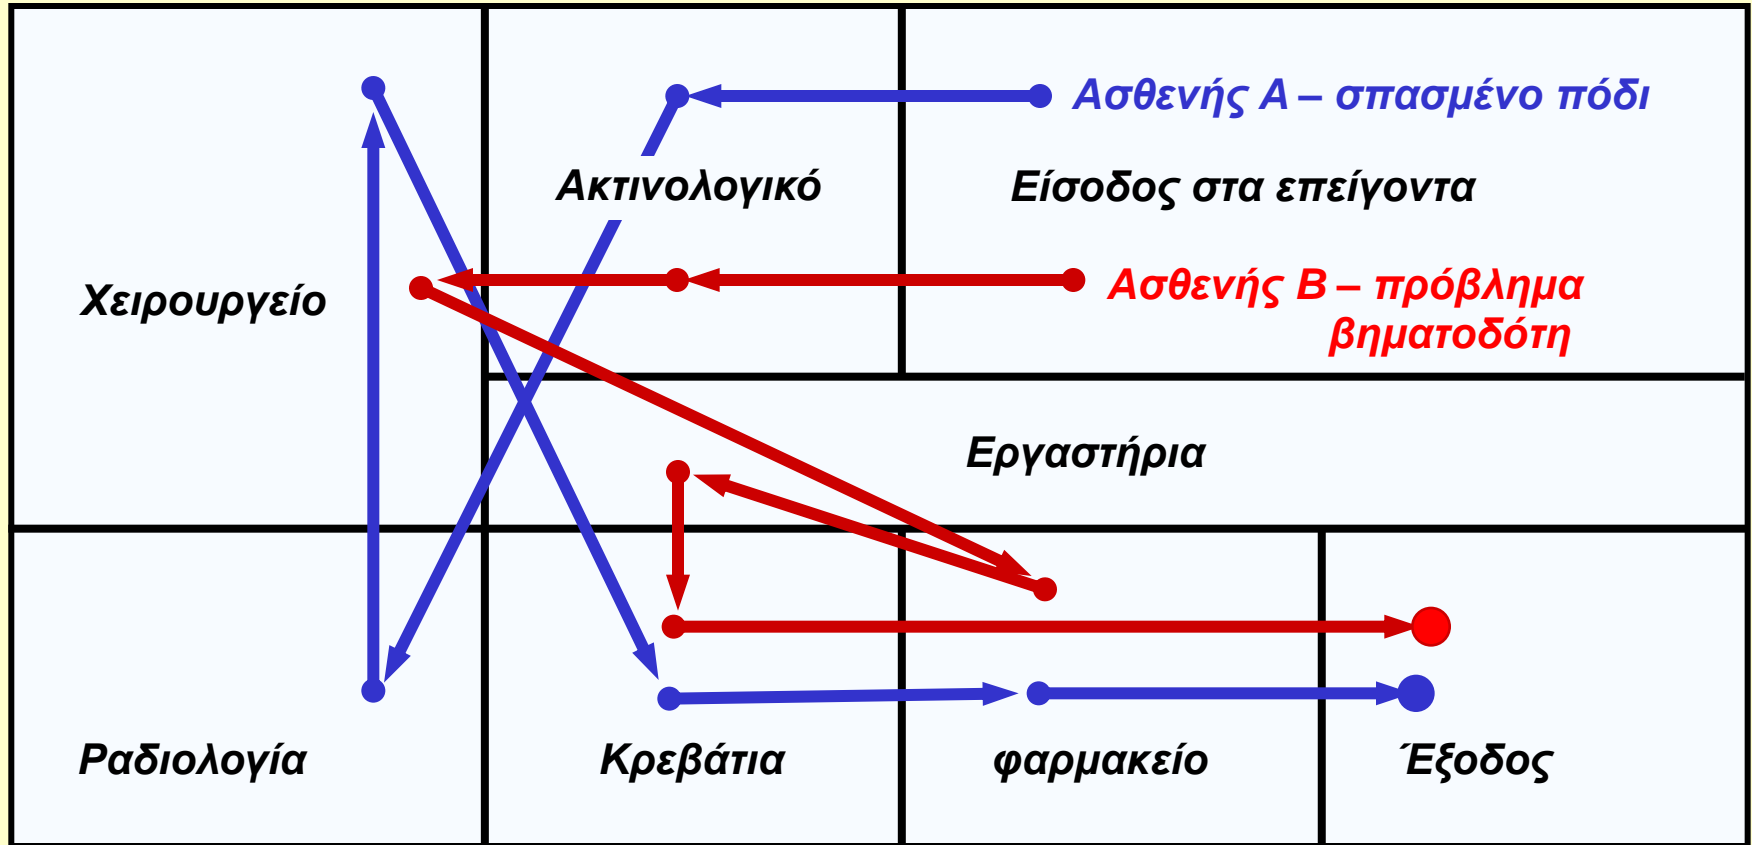 Ασθενής Α – σπασμένο πόδι
Ακτινολογικό
Είσοδος στα επείγοντα
Χειρουργείο
Ασθενής Β – πρόβλημα
βηματοδότη
Εργαστήρια
Ραδιολογία
Κρεβάτια
φαρμακείο
Έξοδος